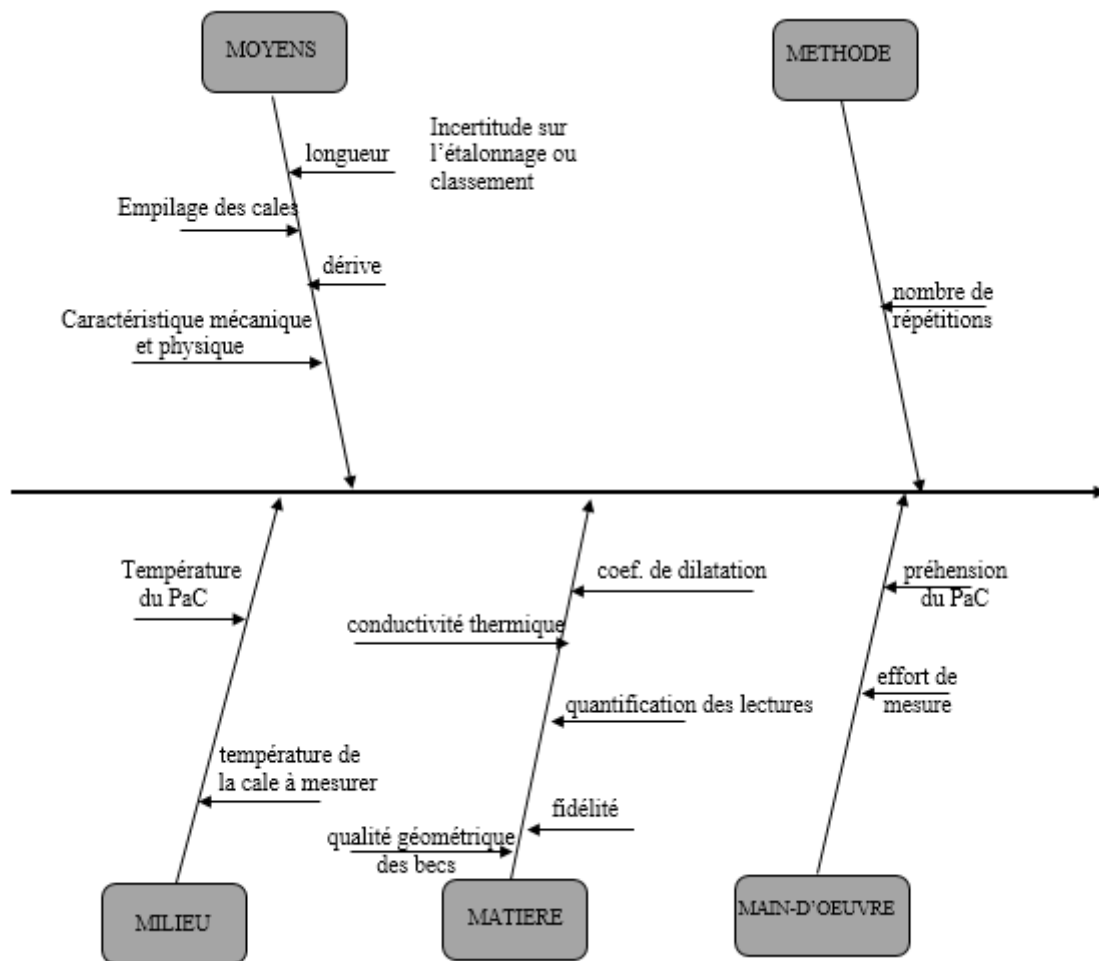 MOYENS
METHODE
longueur
Incertitude sur
l'étalonnage ou
classement
Empilage des cales
dérive
Caractéristique mécanique
et physique
nombre de
répétitions
Température
du PaC
coef. de dilatation
préhension
du PaC
conductivité thermique
effort de
mesure
quantification des lectures
température de
la cale à mesurer
fidélité
qualité géométrique
des becs
MILIEU
MATIERE
MAIN-D'OEUVRE